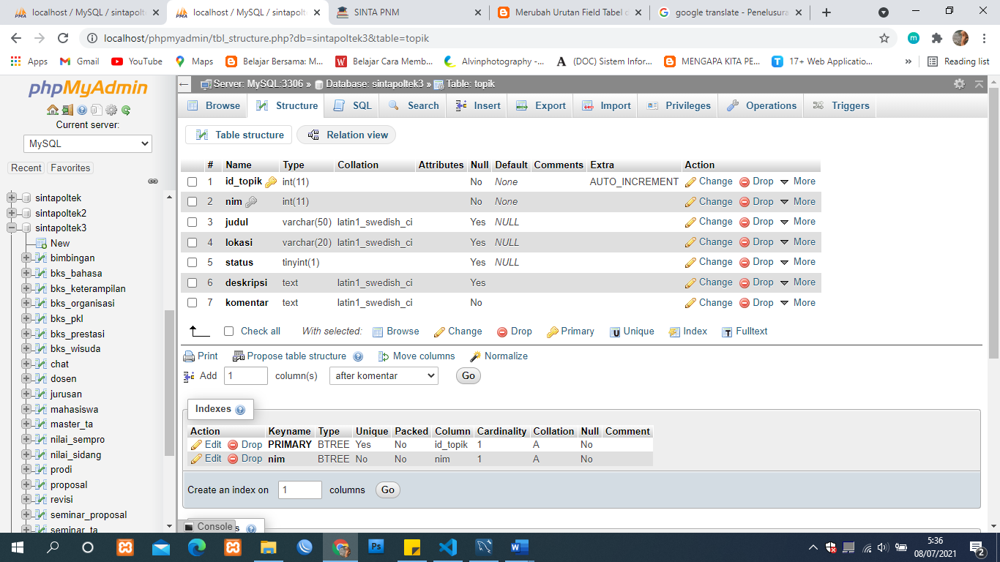 localhost / MySQL / sintapolt
localhost / MySQL / sintapolt
SINTA PNM
Merubah Urutan Field Tabel d
google translate - Penelusura
localhost/phpmyadmin/tbl_structure.php?db=sintapoltek3&table=topik
Apps
Gmail
YouTube
Maps
Belajar Bersama: M...
Belajar Cara Memb...
Alvinphotography -...
(DOC) Sistem Infor...
MENGAPA KITA PE...
17+ Web Applicatio...
»
Reading list
phpMyAdmin
Current server:
MySQL
Recent Favorites
sintapoltek
sintapoltek2
sintapoltek3
New
bimbingan
bks_bahasa
bks_keterampilan
bks_organisasi
bks_pkl
bks_prestasi
bks_wisuda
chat
dosen
jurusan
mahasiswa
master_ta
nilai_sempro
nilai_sidang
prodi
proposal
revisi
seminar_proposal
seminar_ta
Server: MySQL:3306 » Database: sintapoltek3 » Table: topik
Browse Structure SQL Search Insert Export Import Privileges Operations Triggers
Table structure Relation view
# Name Type Collation Attributes Null Default Comments Extra Action
1 id_topik int(11) No None AUTO_INCREMENT Change Drop More
2 nim int(11) No None Change Drop More
3 judul varchar(50) latin1_swedish_ci Yes NULL Change Drop More
4 lokasi varchar(20) latin1_swedish_ci Yes NULL Change Drop More
5 status tinyint(1) Yes NULL Change Drop More
6 deskripsi text latin1_swedish_ci Yes Change Drop More
7 komentar text latin1_swedish_ci No Change Drop More
Check all With selected: Browse Change Drop Primary Unique Index Fulltext
Print Propose table structure Move columns Normalize
Add 1 column(s) after komentar Go
Indexes
Action Keyname Type Unique Packed Column Cardinality Collation Null Comment
Edit Drop PRIMARY BTREE Yes No id_topik 1 A No
Edit Drop nim BTREE No No nim 1 A No
Create an index on 1 columns Go
Console
5:36
08/07/2021
2